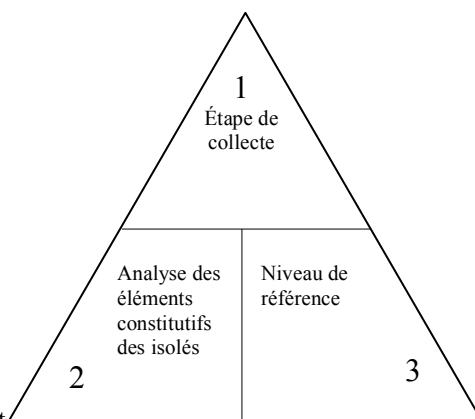 1
Étape de
collecte
Analyse des
éléments
constitutifs
des isolés
2
Niveau de
référence
3